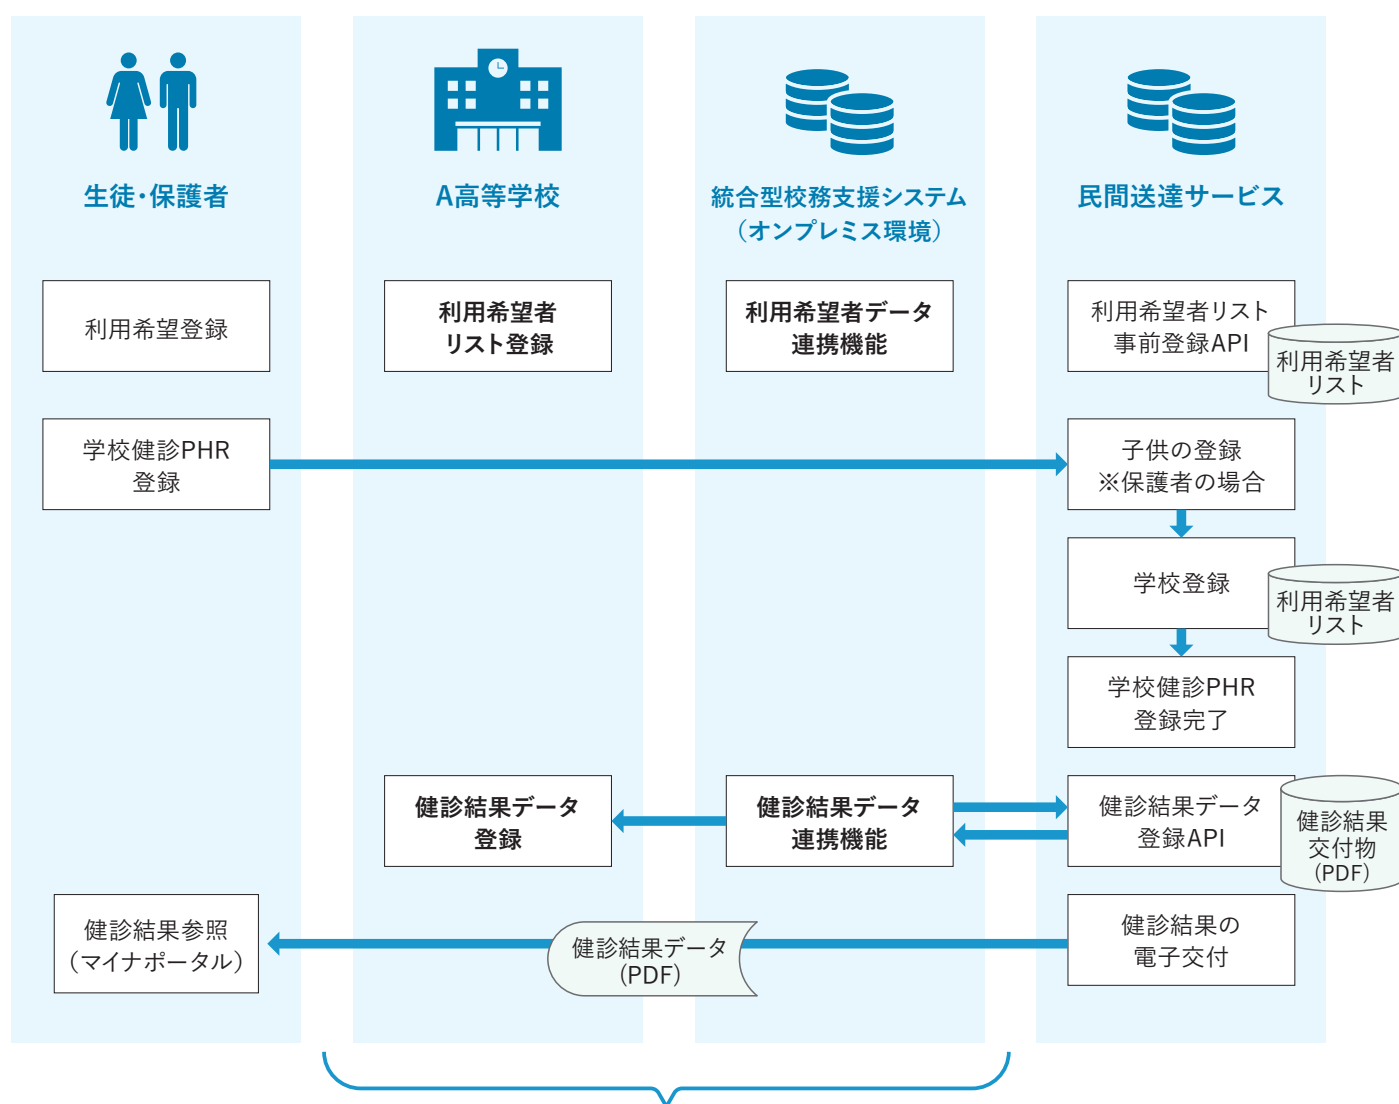 生徒・保護者
A高等学校
統合型校務支援システム
（オンプレミス環境）
民間送達サービス
利用希望登録
利用希望者
リスト登録
利用希望者データ
連携機能
利用希望者リスト
事前登録API
利用希望者
リスト
学校健診PHR
登録
子供の登録
※保護者の場合
学校登録
利用希望者
リスト
学校健診PHR
登録完了
健診結果データ
登録
健診結果データ
連携機能
健診結果データ
登録API
健診結果
交付物
(PDF)
健診結果参照
（マイナポータル）
健診結果データ
(PDF)
健診結果の
電子交付